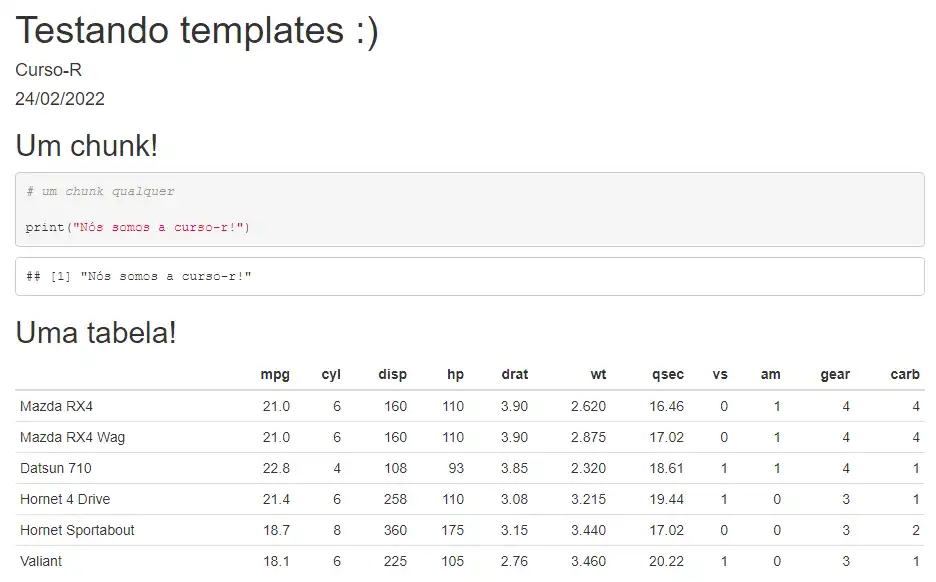 Testando templates :)
Curso-R
24/02/2022
Um chunk!
# um chunk qualquer
print("Nós somos a curso-r!")
## [1] "Nós somos a curso-r!"
Uma tabela!
mpg cyl disp hp drat wt qsec vs am gear carb
Mazda RX4 21.0 6 160 110 3.90 2.620 16.46 0 1 4 4
Mazda RX4 Wag 21.0 6 160 110 3.90 2.875 17.02 0 1 4 4
Datsun 710 22.8 4 108 93 3.85 2.320 18.61 1 1 4 1
Hornet 4 Drive 21.4 6 258 110 3.08 3.215 19.44 1 0 3 1
Hornet Sportabout 18.7 8 360 175 3.15 3.440 17.02 0 0 3 2
Valiant 18.1 6 225 105 2.76 3.460 20.22 1 0 3 1